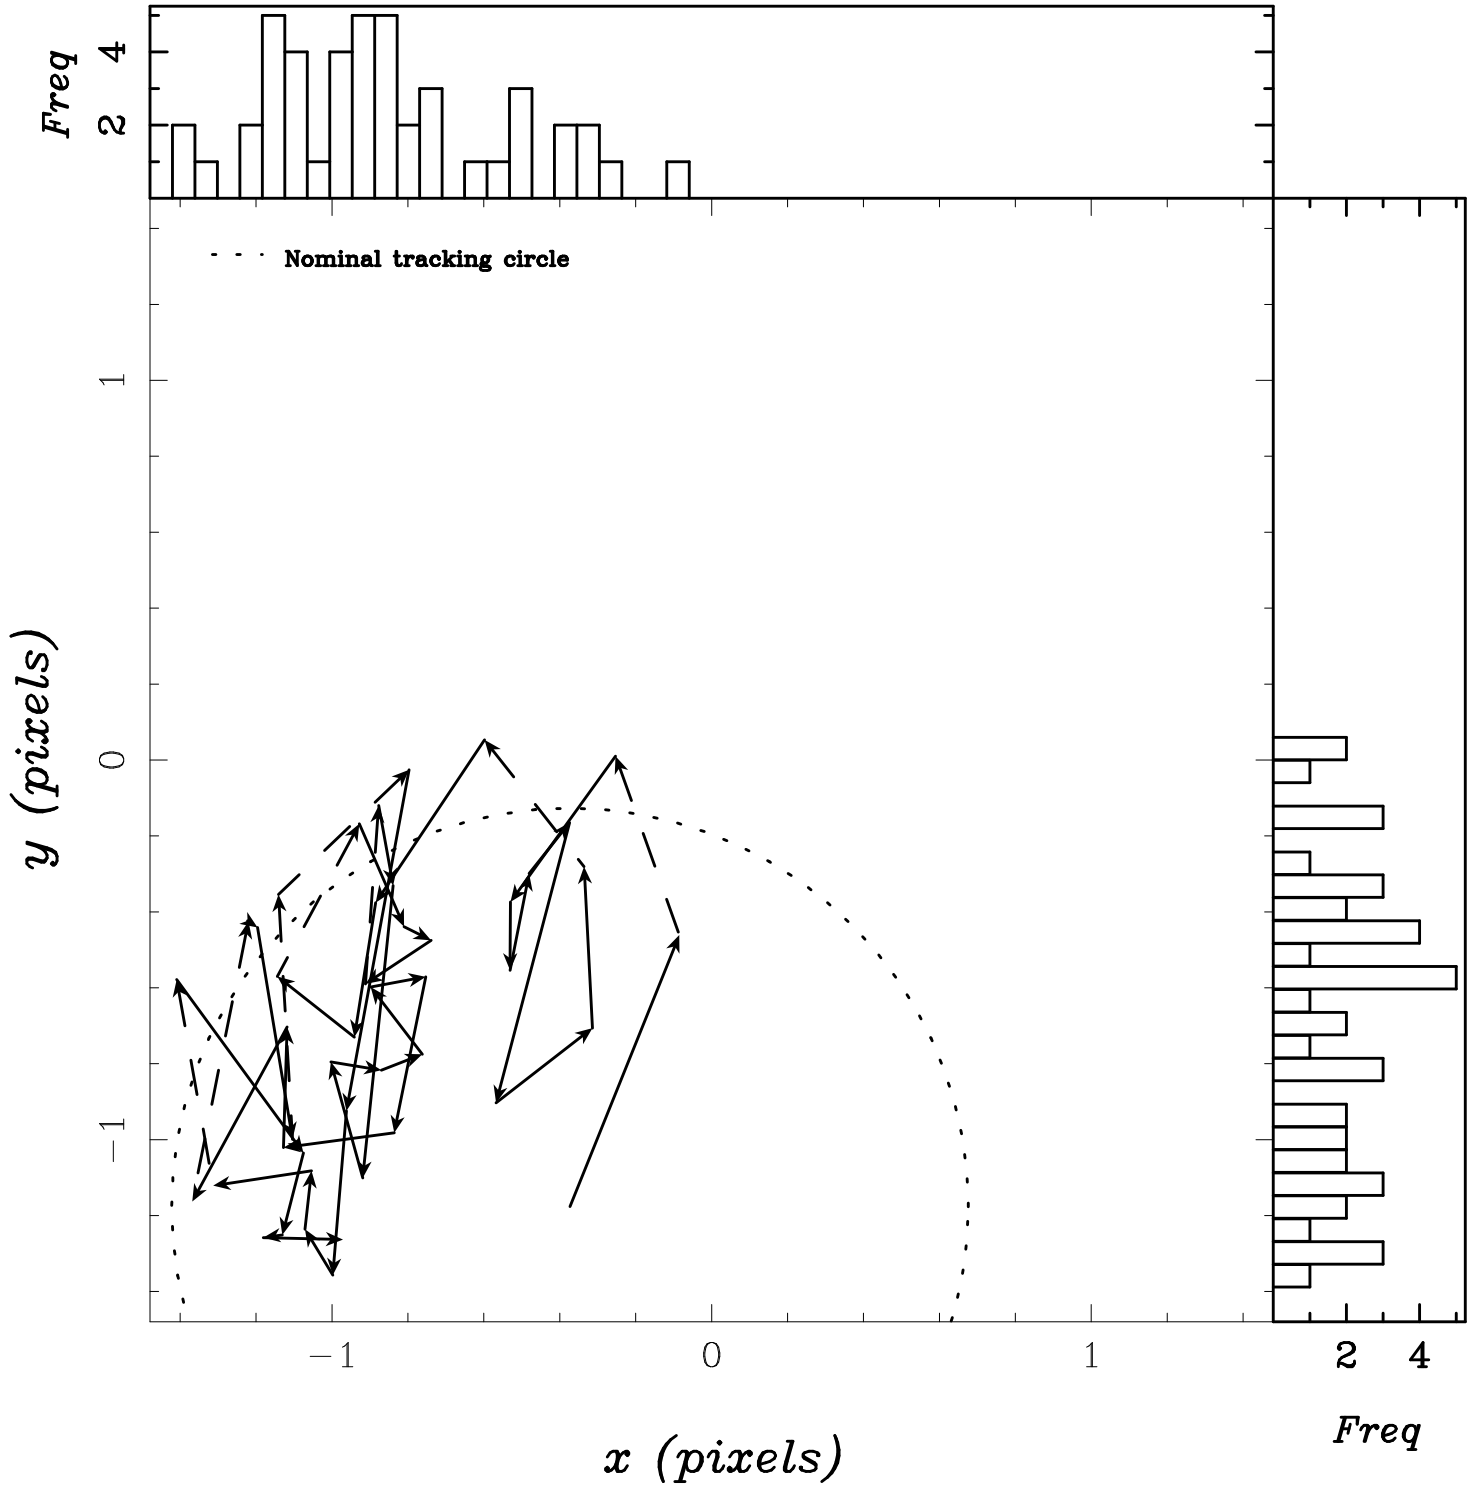 Freq
4
2
Nominal tracking circle
1
0
−1
y (pixels)
−1 0 1
x (pixels)
2 4
Freq